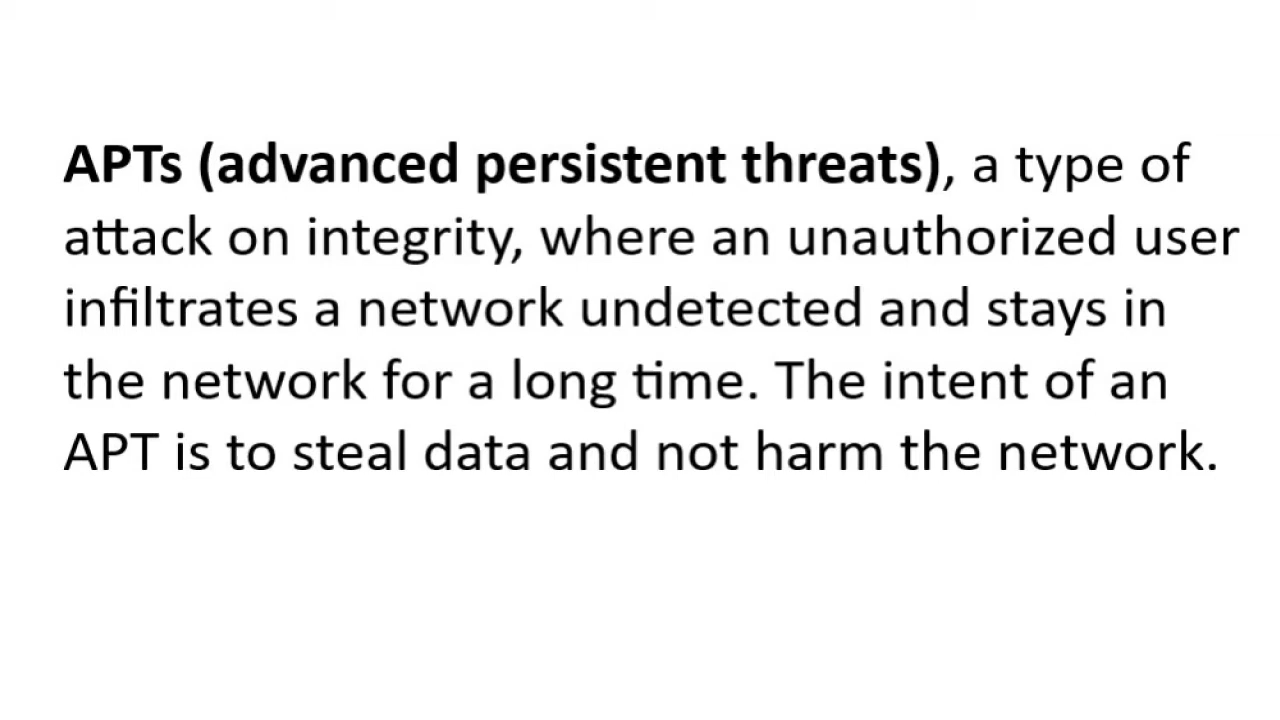 APTs (advanced persistent threats), a type of
attack on integrity, where an unauthorized user
infiltrates a network undetected and stays in
the network for a long time. The intent of an
APT is to steal data and not harm the network.